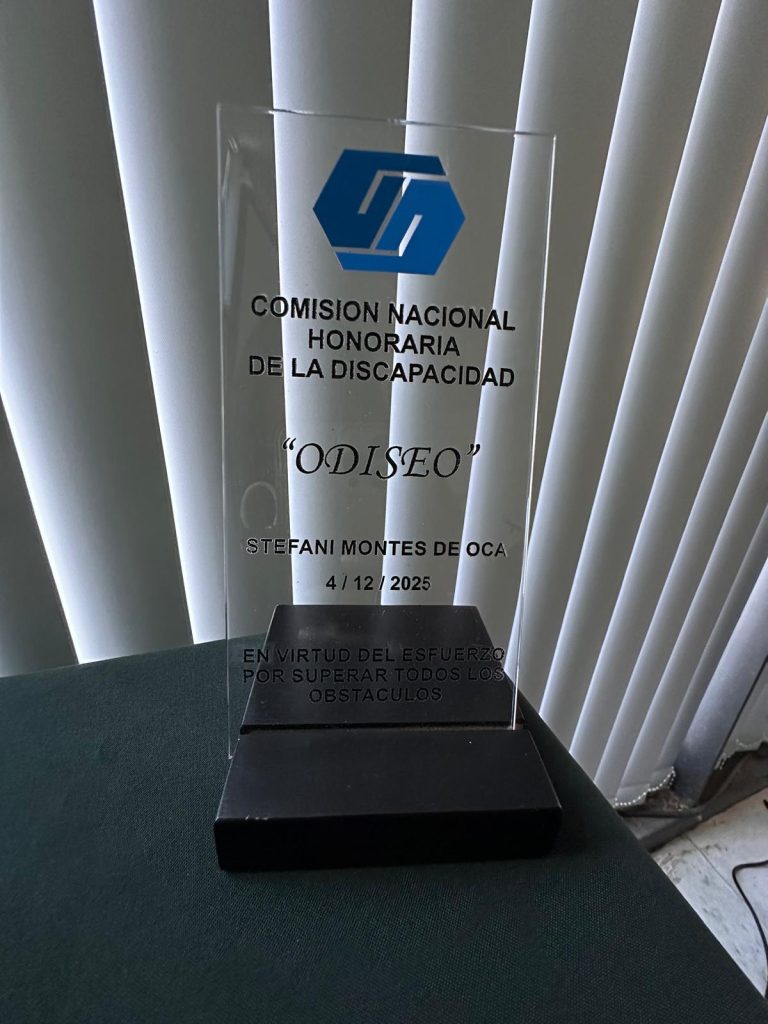 COMISION NACIONAL
HONORARIA
DE LA DISCAPACIDAD
“ODISEO”
STEFANI MONTES DE OCA
4 / 12 / 2025
EN VIRTUD DEL ESFUERZO
POR SUPERAR TODOS LOS
OBSTACULOS